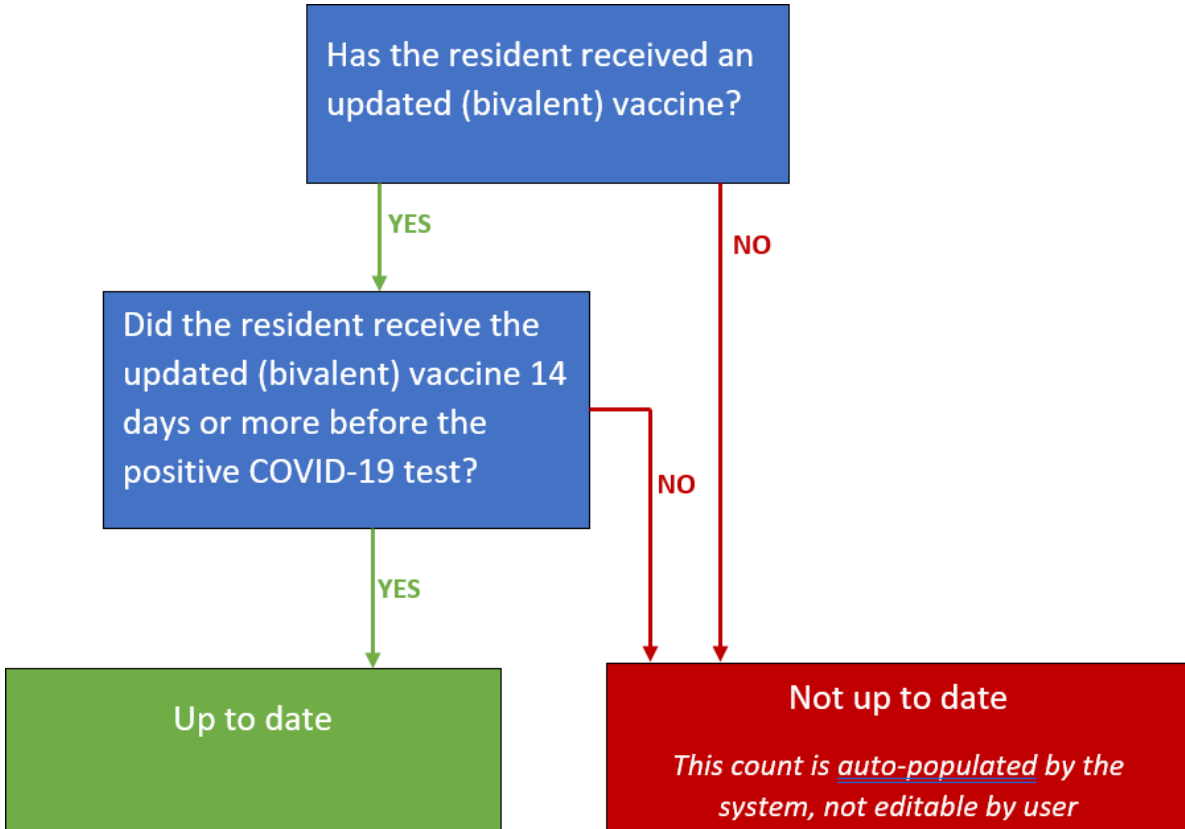 Has the resident received an
updated (bivalent) vaccine?
YES
NO
Did the resident receive the
updated (bivalent) vaccine 14
days or more before the
positive COVID-19 test?
NO
YES
Up to date
Not up to date
This count is auto-populated by the
system, not editable by user